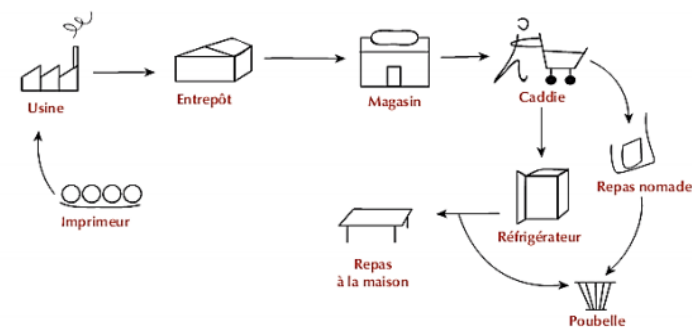 Usine
Entrepôt
Magasin
Caddie
Imprimeur
Repas nomade
Réfrigérateur
Repas
à la maison
Poubelle